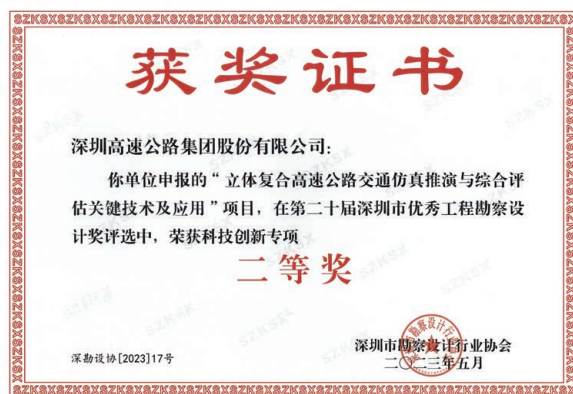 获奖证书
深圳高速公路集团股份有限公司:
你单位申报的“立体复合高速公路交通仿真推演与综合评
估关键技术及应用”项目, 在第二十届深圳市优秀工程勘察设
计奖评选中, 荣获科技创新专项
二等奖
深勘设协[2023]17号
深圳市勘察设计行业协会
二〇二三年五月